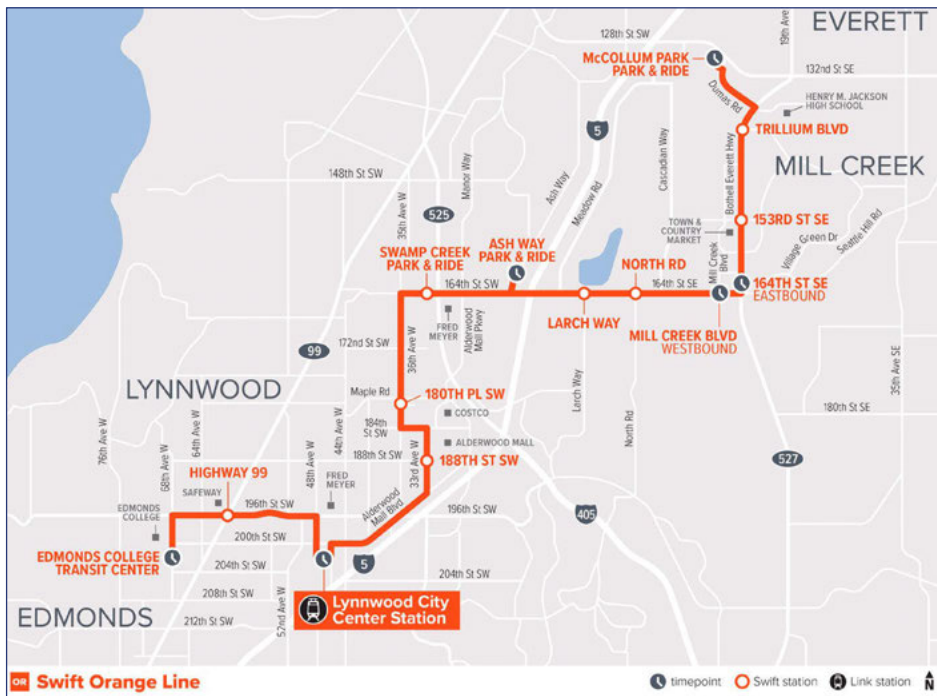 EVERETT
19th Ave
128th St SW
McCOLLUM PARK
PARK & RIDE
132nd St SE
Dumas Rd
HENRY M. JACKSON
HIGH SCHOOL
5
TRILLIUM BLVD
MILL CREEK
148th St SW
35th Ave W
525
Manor Way
Ash Way
Meadow Rd
Cascadian Way
Bothell Everett Hwy
153RD ST SE
TOWN &
COUNTRY
MARKET
Mill Creek
Blvd
Village Green Dr
Seattle Hill Rd
SWAMP CREEK
PARK & RIDE
ASH WAY
PARK & RIDE
NORTH RD
164th St SW
164th St SE
164TH ST SE
EASTBOUND
FRED
MEYER
Alderwood
Mall Pkwy
LARCH WAY
MILL CREEK BLVD
WESTBOUND
99
172nd St SW
36th Ave W
LYNNWOOD
Maple Rd
180TH PL SW
COSTCO
Larch Way
North Rd
35th Ave SE
180th St SE
184th
St SW
ALDERWOOD MALL
188th St SW
188TH ST SW
33rd Ave W
76th Ave W
68th Ave W
64th Ave W
48th Ave W
44th Ave W
527
HIGHWAY 99
SAFEWAY
FRED
MEYER
EDMONDS
COLLEGE
196th St SW
Alderwood
Mall Blvd
196th St SW
405
200th St SW
EDMONDS COLLEGE
TRANSIT CENTER
204th St SW
5
204th St SW
208th St SW
52nd Ave W
Lynnwood City
Center Station
EDMONDS
212th St SW
OR Swift Orange Line
timepoint
Swift station
Link station
N